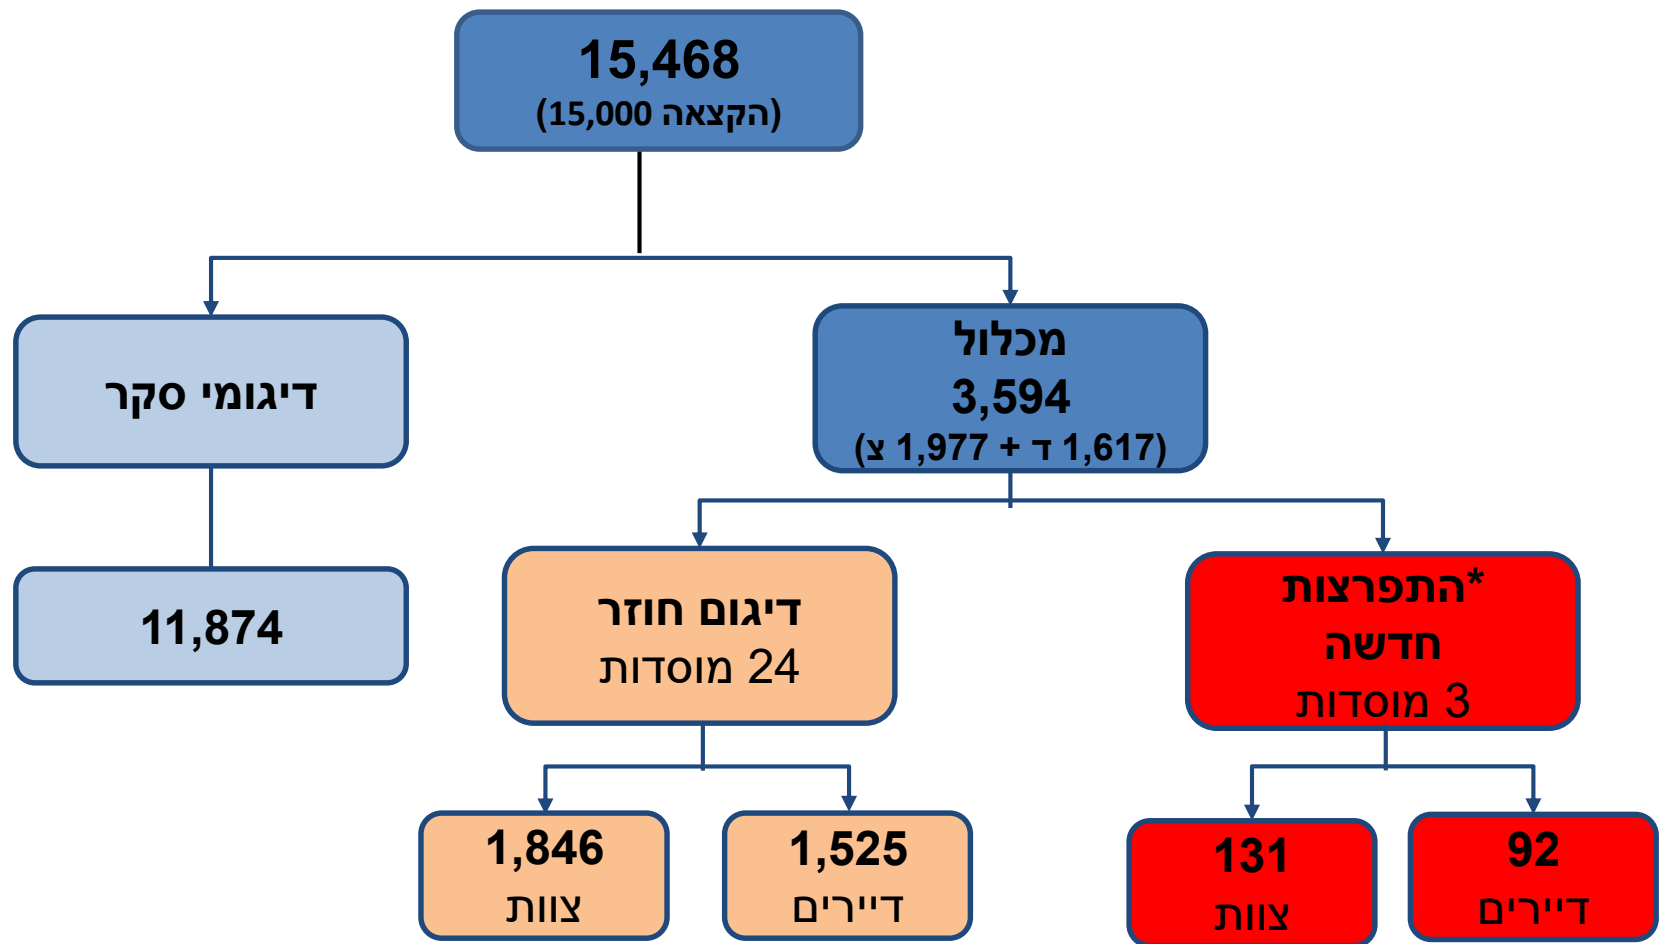 15,468
(הקצאה 15,000)
מכלול
3,594
(1,617 ד + 1,977 צ)
דיגומי סקר
11,874
*התפרצות
חדשה
3 מוסדות
דיגום חוזר
24 מוסדות
92
דיירים
131
צוות
1,525
דיירים
1,846
צוות